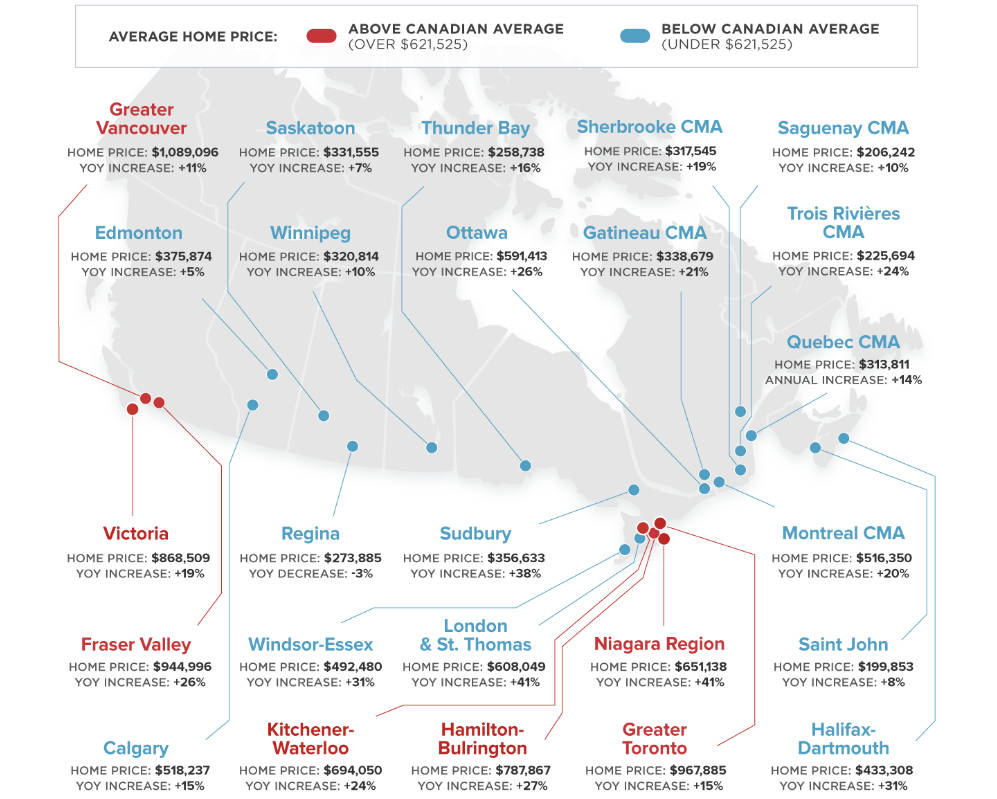 AVERAGE HOME PRICE:
ABOVE CANADIAN AVERAGE
(OVER $621,525)
BELOW CANADIAN AVERAGE
(UNDER $621,525)
Greater
Vancouver
HOME PRICE: $1,089,096
YOY INCREASE: +11%
Saskatoon
HOME PRICE: $331,555
YOY INCREASE: +7%
Thunder Bay
HOME PRICE: $258,738
YOY INCREASE: +16%
Sherbrooke CMA
HOME PRICE: $317,545
YOY INCREASE: +19%
Saguenay CMA
HOME PRICE: $206,242
YOY INCREASE: +10%
Edmonton
HOME PRICE: $375,874
YOY INCREASE: +5%
Winnipeg
HOME PRICE: $320,814
YOY INCREASE: +10%
Ottawa
HOME PRICE: $591,413
YOY INCREASE: +26%
Gatineau CMA
HOME PRICE: $338,679
YOY INCREASE: +21%
Trois Rivières
CMA
HOME PRICE: $225,694
YOY INCREASE: +24%
Quebec CMA
HOME PRICE: $313,811
ANNUAL INCREASE: +14%
Victoria
HOME PRICE: $868,509
YOY INCREASE: +19%
Regina
HOME PRICE: $273,885
YOY DECREASE: -3%
Sudbury
HOME PRICE: $356,633
YOY INCREASE: +38%
Montreal CMA
HOME PRICE: $516,350
YOY INCREASE: +20%
Fraser Valley
HOME PRICE: $944,996
YOY INCREASE: +26%
Windsor-Essex
HOME PRICE: $492,480
YOY INCREASE: +31%
London
& St. Thomas
HOME PRICE: $608,049
YOY INCREASE: +41%
Niagara Region
HOME PRICE: $651,138
YOY INCREASE: +41%
Saint John
HOME PRICE: $199,853
YOY INCREASE: +8%
Calgary
HOME PRICE: $518,237
YOY INCREASE: +15%
Kitchener-
Waterloo
HOME PRICE: $694,050
YOY INCREASE: +24%
Hamilton-
Bulrington
HOME PRICE: $787,867
YOY INCREASE: +27%
Greater
Toronto
HOME PRICE: $967,885
YOY INCREASE: +15%
Halifax-
Dartmouth
HOME PRICE: $433,308
YOY INCREASE: +31%